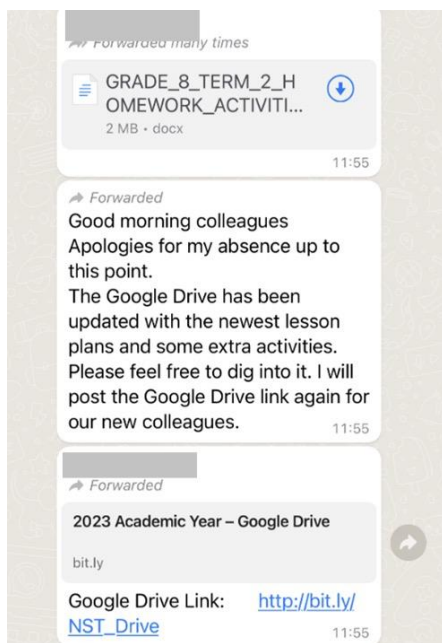 Forwarded many times
GRADE_8_TERM_2_H
OMEWORK_ACTIVITI...
2 MB • docx
11:55
Forwarded
Good morning colleagues
Apologies for my absence up to
this point.
The Google Drive has been
updated with the newest lesson
plans and some extra activities.
Please feel free to dig into it. I will
post the Google Drive link again for
our new colleagues.
11:55
Forwarded
2023 Academic Year – Google Drive
bit.ly
Google Drive Link: http://bit.ly/
NST_Drive
11:55